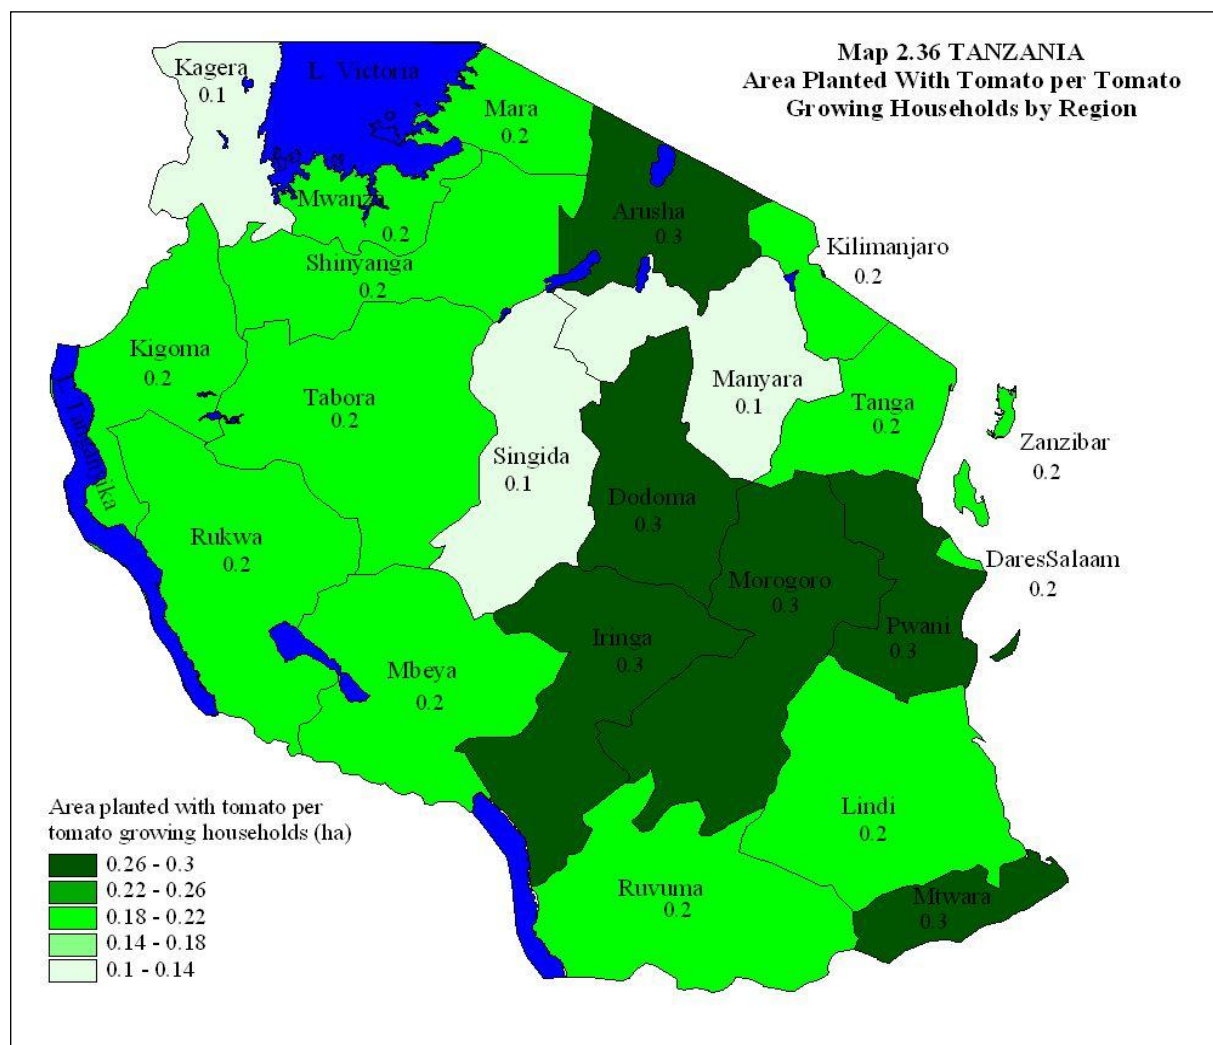 Map 2.36 TANZANIA
Area Planted With Tomato per Tomato
Growing Households by Region
Kagera
0.1
L. Victoria
Mara
0.2
Mwanza
0.2
Arusha
0.3
Kilimanjaro
0.2
Shinyanga
0.2
Kigoma
0.2
Tabora
0.2
Manyara
0.1
Tanga
0.2
L. Tanganyika
Singida
0.1
Zanzibar
0.2
Dodoma
0.3
Rukwa
0.2
DaresSalaam
0.2
Morogoro
0.3
Pwani
0.3
Iringa
0.3
Mbeya
0.2
Lindi
0.2
Ruvuma
0.2
Mtwara
0.3
Area planted with tomato per
tomato growing households (ha)
0.26 - 0.3
0.22 - 0.26
0.18 - 0.22
0.14 - 0.18
0.1 - 0.14